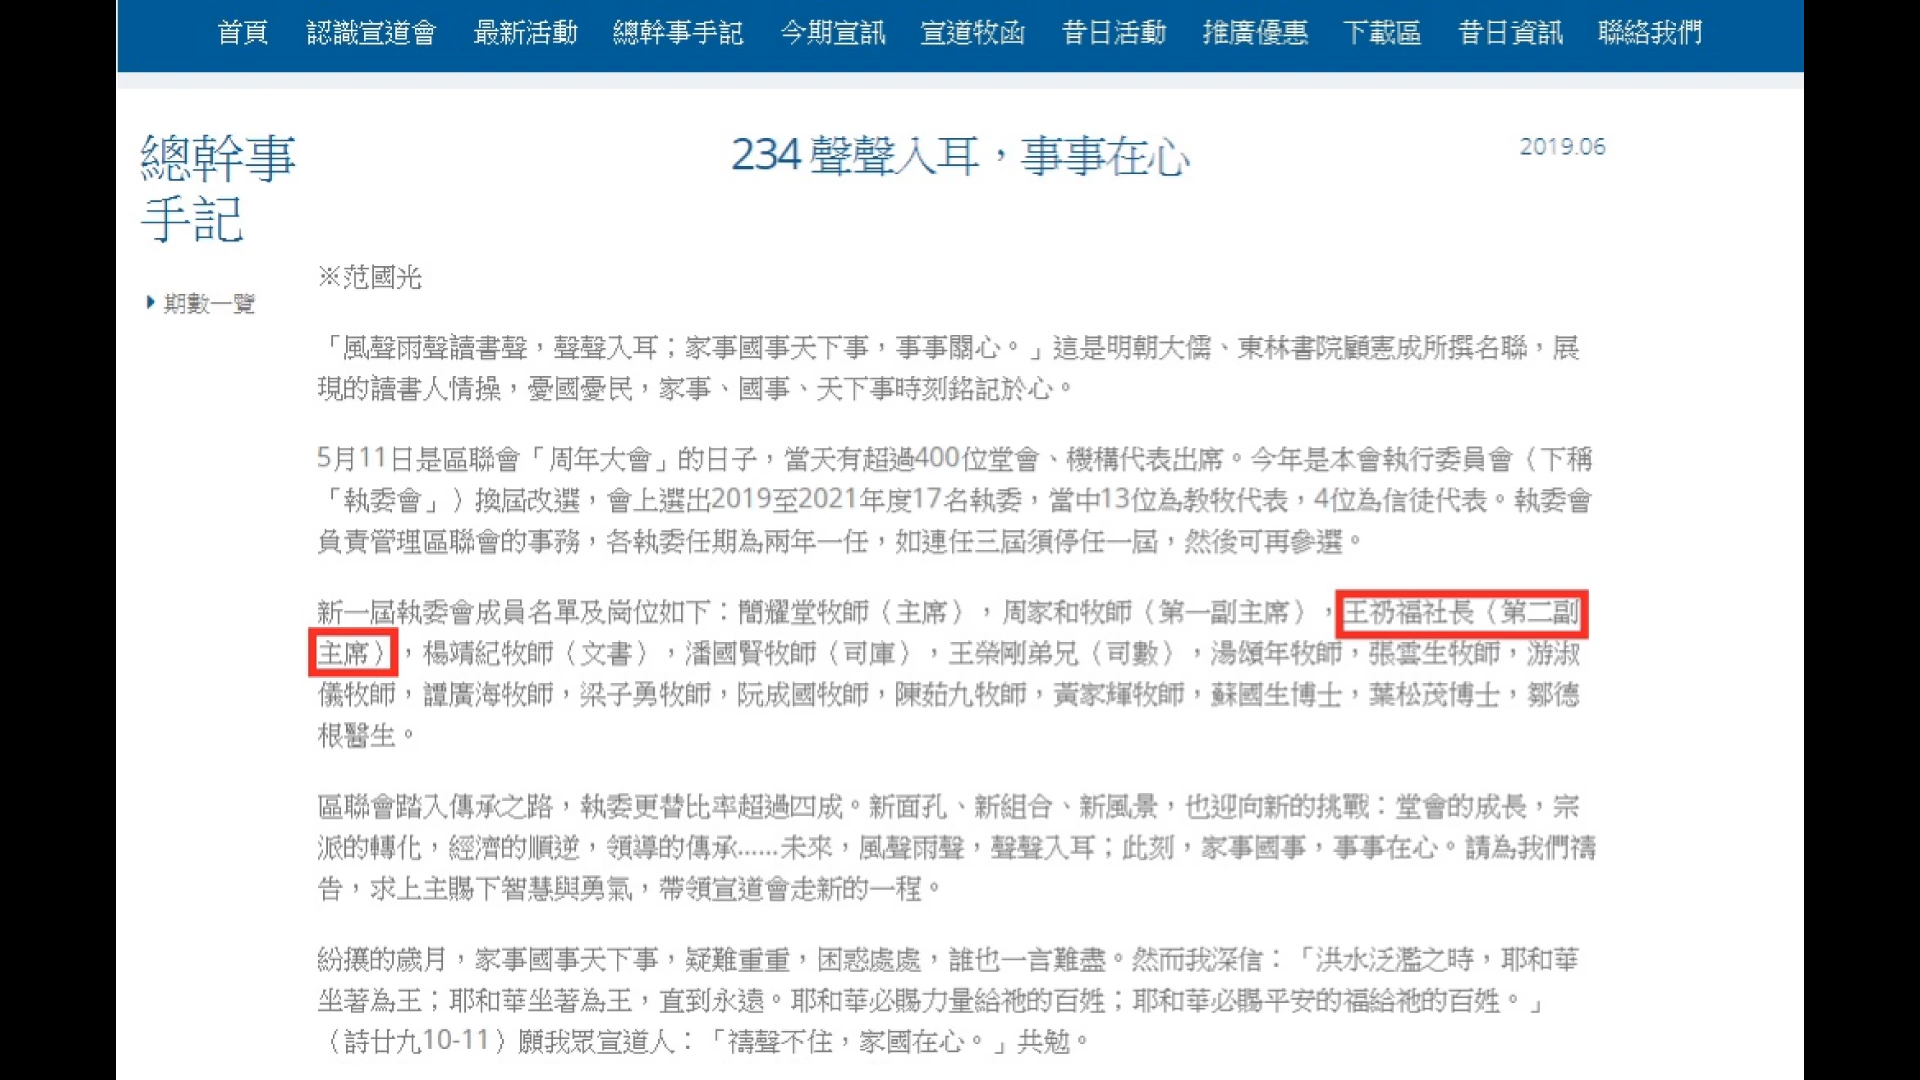 首頁 認識宣道會 最新活動 總幹事手記 今期宣訊 宣道牧函 昔日活動 推廣優惠 下載區 昔日資訊 聯絡我們
總幹事
手記
期數一覽
234 聲聲入耳，事事在心
2019.06
※范國光
「風聲雨聲讀書聲，聲聲入耳；家事國事天下事，事事關心。」這是明朝大儒、東林書院顧憲成所撰名聯，展
現的讀書人情操，憂國憂民，家事、國事、天下事時刻銘記於心。
5月11日是區聯會「周年大會」的日子，當天有超過400位堂會、機構代表出席。今年是本會執行委員會（下稱
「執委會」）換屆改選，會上選出2019至2021年度17名執委，當中13位為教牧代表，4位為信徒代表。執委會
負責管理區聯會的事務，各執委任期為兩年一任，如連任三屆須停任一屆，然後可再參選。
新一屆執委會成員名單及崗位如下：簡耀堂牧師（主席），周家和牧師（第一副主席），王礽福社長（第二副
主席），楊靖紀牧師（文書），潘國賢牧師（司庫），王榮剛弟兄（司數），湯頌年牧師，張雲生牧師，游淑
儀牧師，譚廣海牧師，梁子勇牧師，阮成國牧師，陳茹九牧師，黃家輝牧師，蘇國生博士，葉松茂博士，鄒德
根醫生。
區聯會踏入傳承之路，執委更替比率超過四成。新面孔、新組合、新風景，也迎向新的挑戰：堂會的成長，宗
派的轉化，經濟的順逆，領導的傳承......未來，風聲雨聲，聲聲入耳；此刻，家事國事，事事在心。請為我們禱
告，求上主賜下智慧與勇氣，帶領宣道會走新的一程。
紛攘的歲月，家事國事天下事，疑難重重，困惑處處，誰也一言難盡。然而我深信：「洪水泛濫之時，耶和華
坐著為王；耶和華坐著為王，直到永遠。耶和華必賜力量給祂的百姓；耶和華必賜平安的福給祂的百姓。」
（詩廿九10-11）願我眾宣道人：「禱聲不住，家國在心。」共勉。